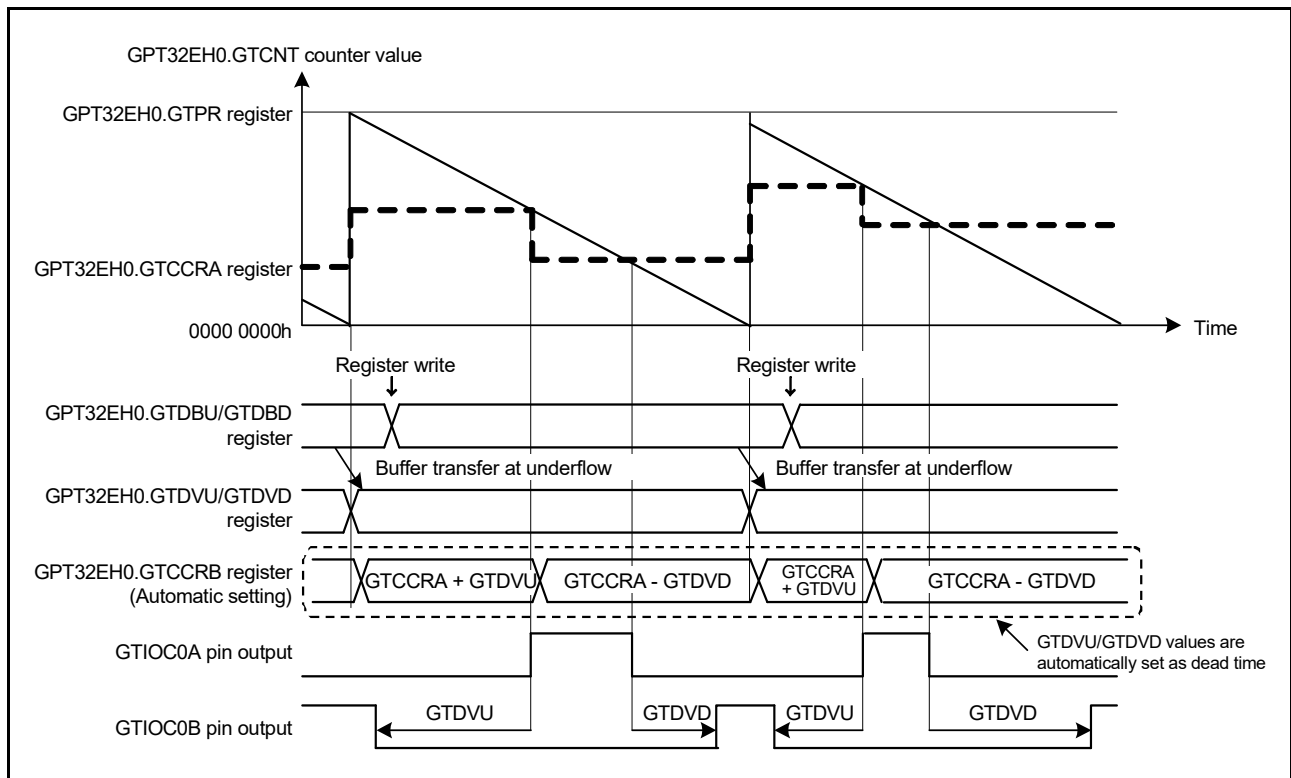 GPT32EH0.GTCNT counter value
GPT32EH0.GTPR register
GPT32EH0.GTCCRA register
0000 0000h
Time
Register write
Register write
GPT32EH0.GTDBU/GTDBD
register
Buffer transfer at underflow
Buffer transfer at underflow
GPT32EH0.GTDVU/GTDVD
register
GPT32EH0.GTCCRB register
(Automatic setting)
GTCCRA + GTDVU
GTCCRA - GTDVD
GTCCRA
+ GTDVU
GTCCRA - GTDVD
GTIOC0A pin output
GTDVU/GTDVD values are
automatically set as dead time
GTIOC0B pin output
GTDVU
GTDVD
GTDVU
GTDVD